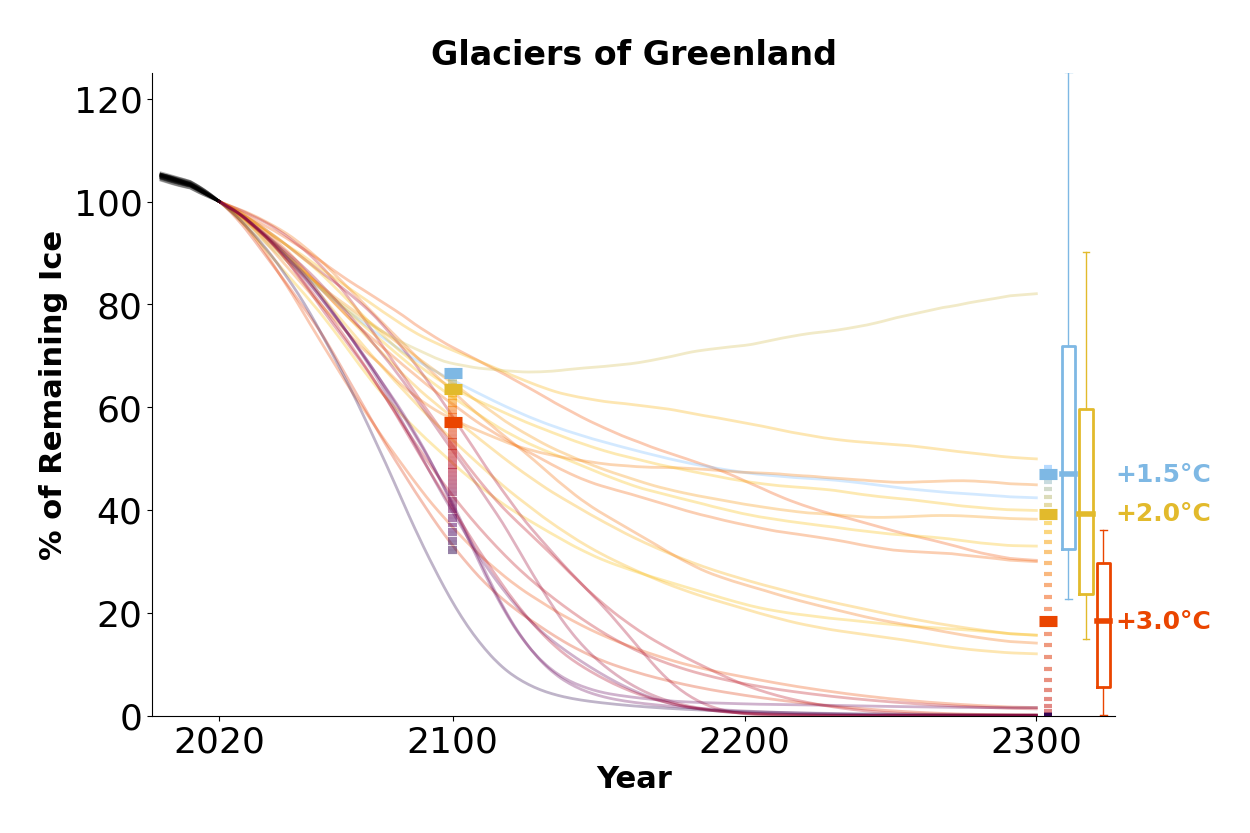 Glaciers of Greenland
% of Remaining Ice
120
100
80
60
40
20
0
2020
2100
2200
2300
Year
+1.5°C
+2.0°C
+3.0°C